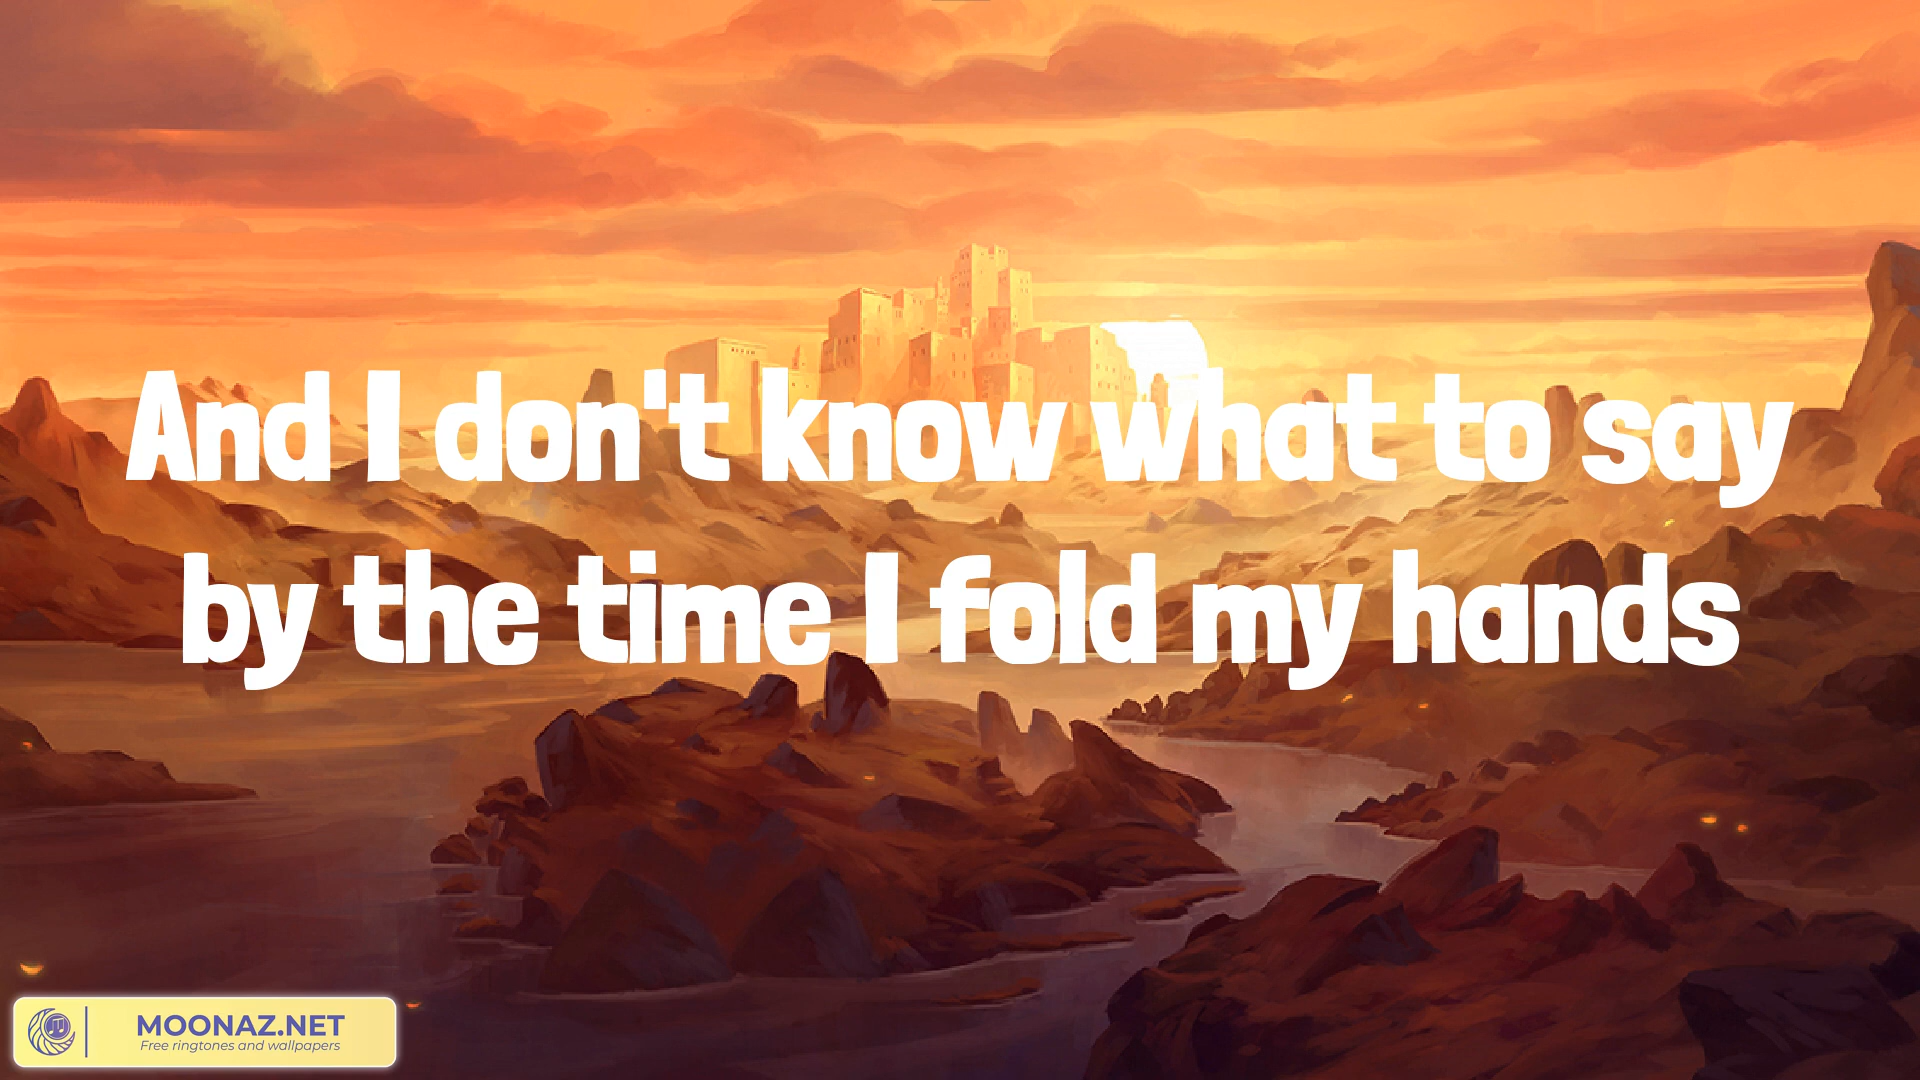 And I don't know what to say
by the time I fold my hands
MOONAZ.NET
Free ringtones and wallpapers